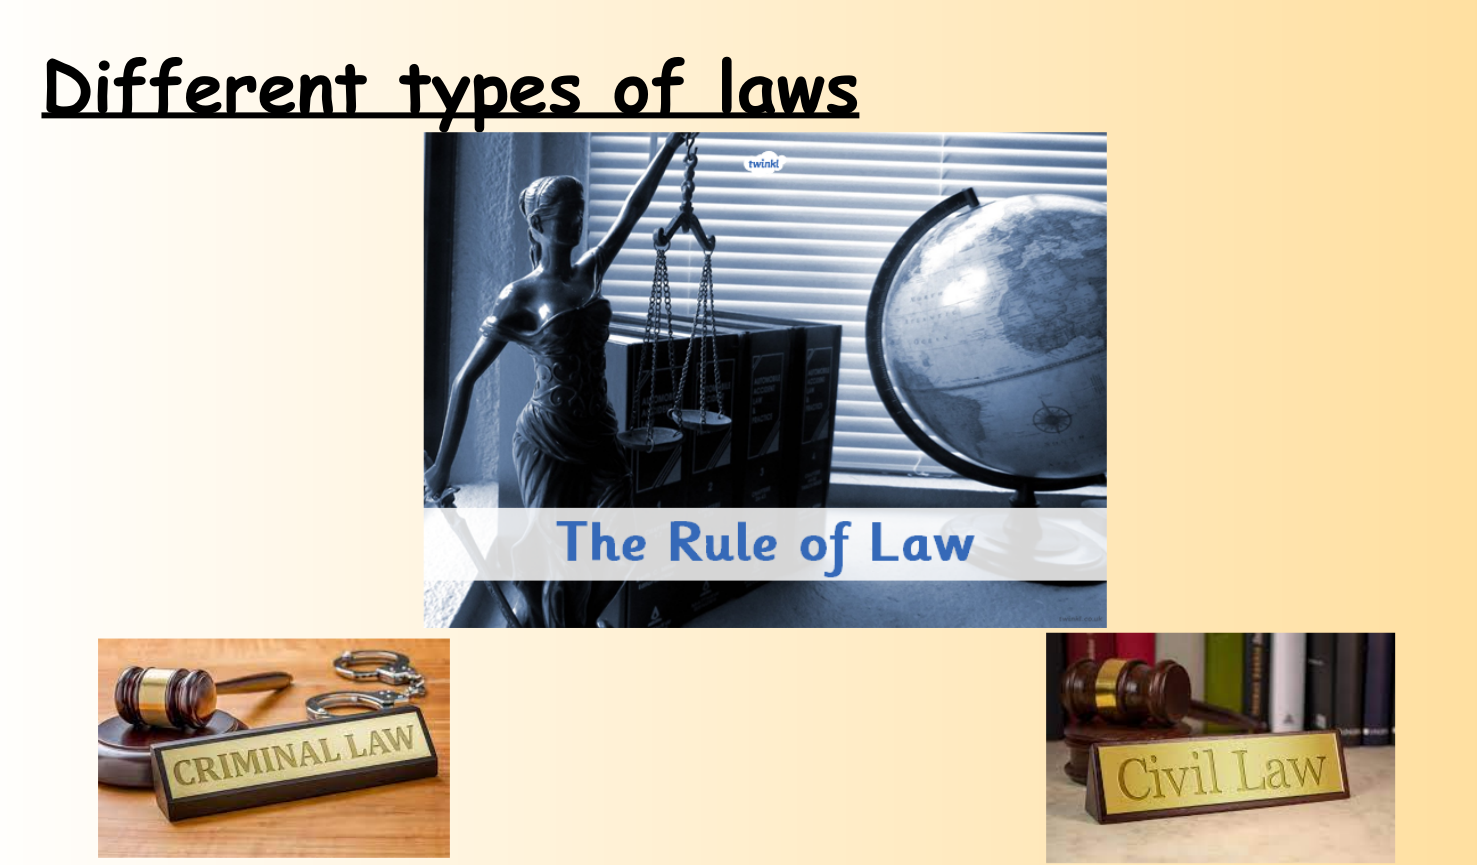 Different types of laws
twinkl
The Rule of Law
CRIMINAL LAW
Civil Law